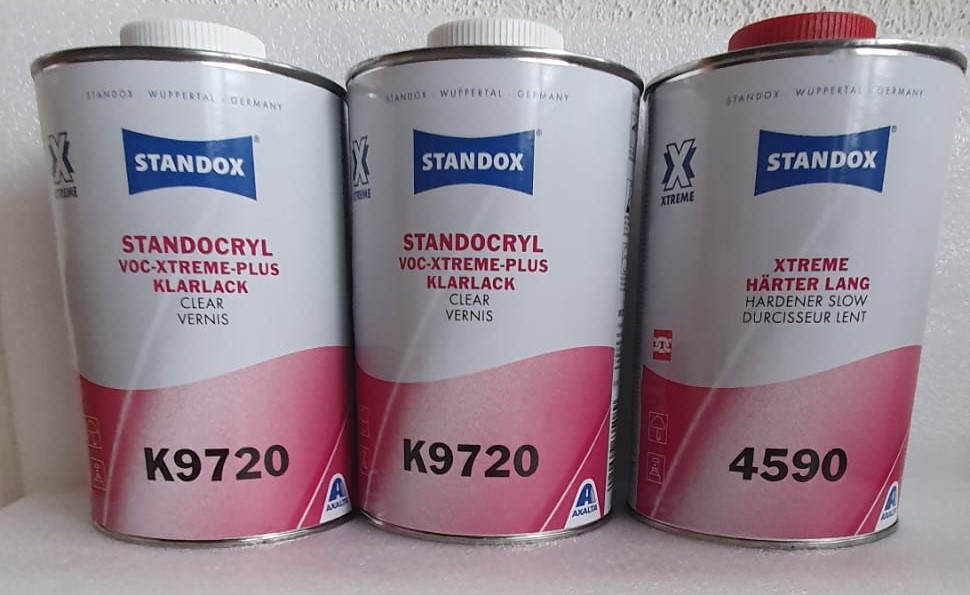 STANDOX · WUPPERTAL · GERMANY
X
XTREME
STANDOX®
STANDOCRYL
VOC-XTREME-PLUS
KLARLACK
CLEAR
VERNIS
K9720
AXALTA
STANDOX · WUPPERTAL · GERMANY
X
XTREME
STANDOX®
STANDOCRYL
VOC-XTREME-PLUS
KLARLACK
CLEAR
VERNIS
K9720
AXALTA
STANDOX · WUPPERTAL · GERMANY
X
XTREME
STANDOX®
XTREME
HÄRTER LANG
HARDENER SLOW
DURCISSEUR LENT
4590
AXALTA